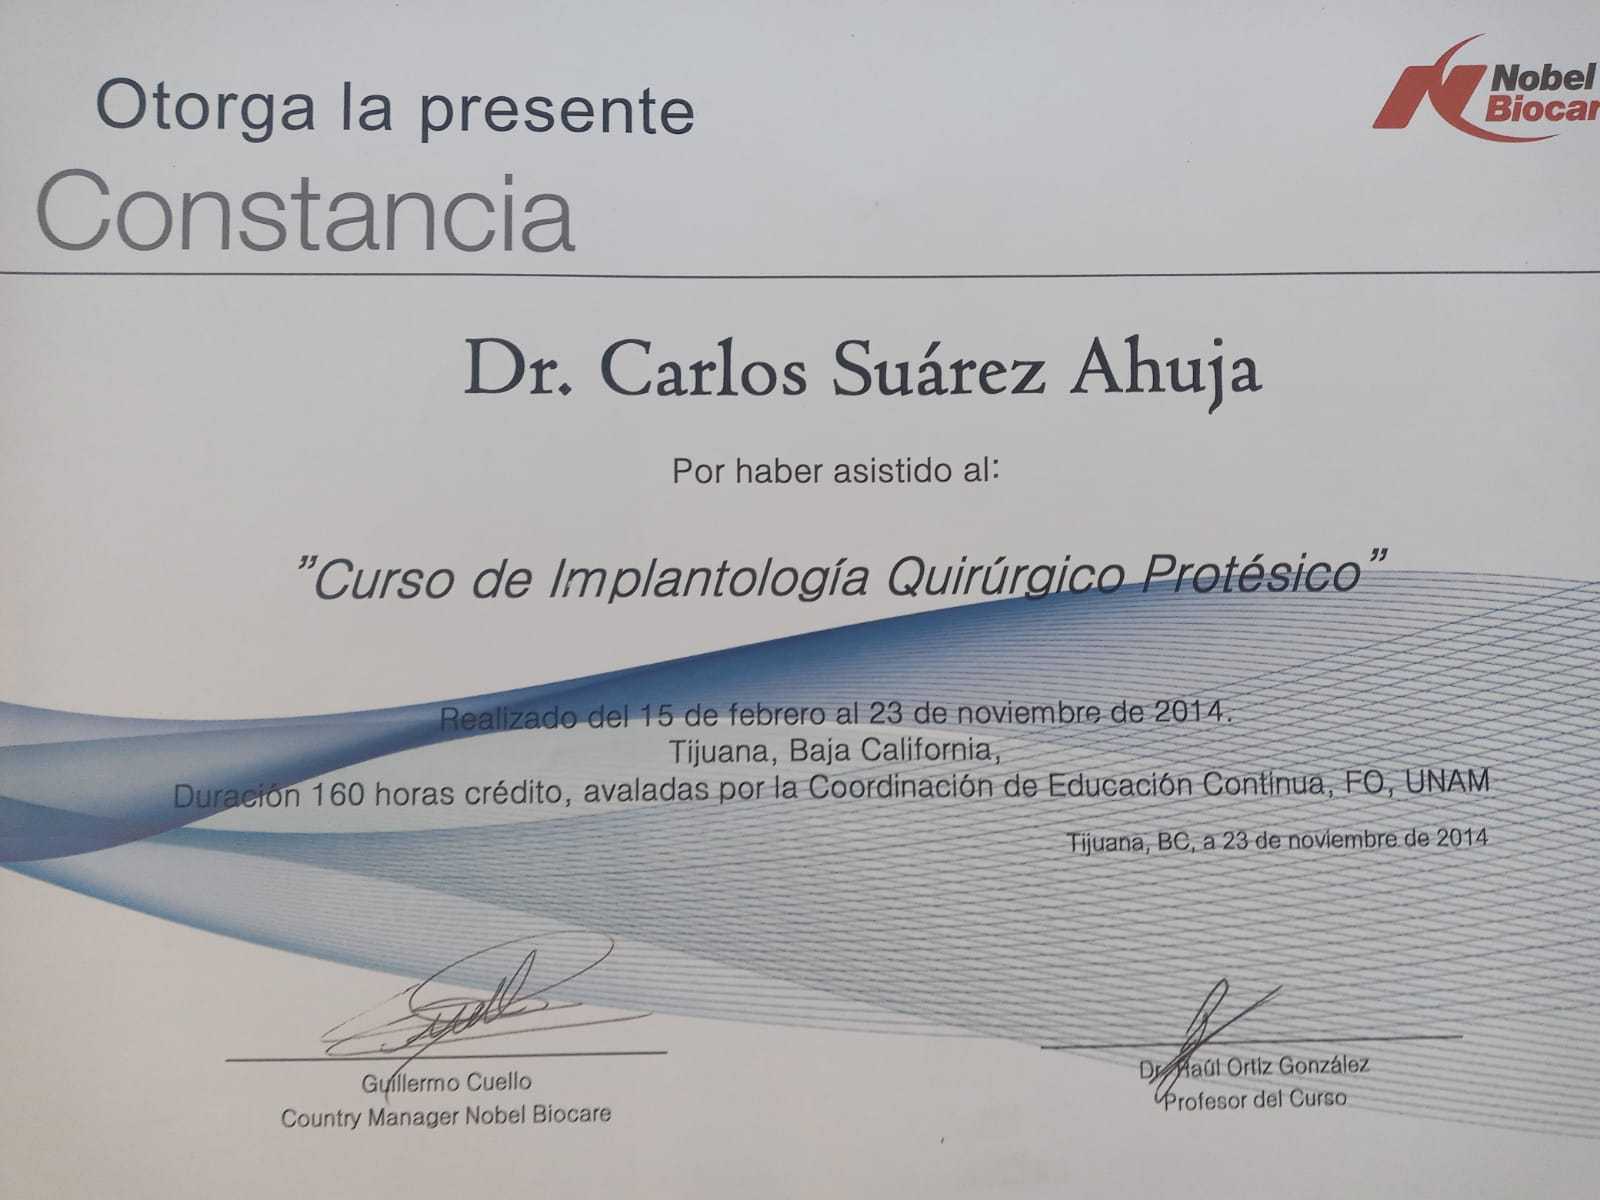 Nobel
Biocar
Otorga la presente
Constancia
Dr. Carlos Suárez Ahuja
Por haber asistido al:
"Curso de Implantología Quirúrgico Protésico"
Realizado del 15 de febrero al 23 de noviembre de 2014.
Tijuana, Baja California,
Duración 160 horas crédito, avaladas por la Coordinación de Educación Continua, FO, UNAM
Tijuana, BC, a 23 de noviembre de 2014
Guillermo Cuello
Country Manager Nobel Biocare
Dr. Raúl Ortiz González
Profesor del Curso